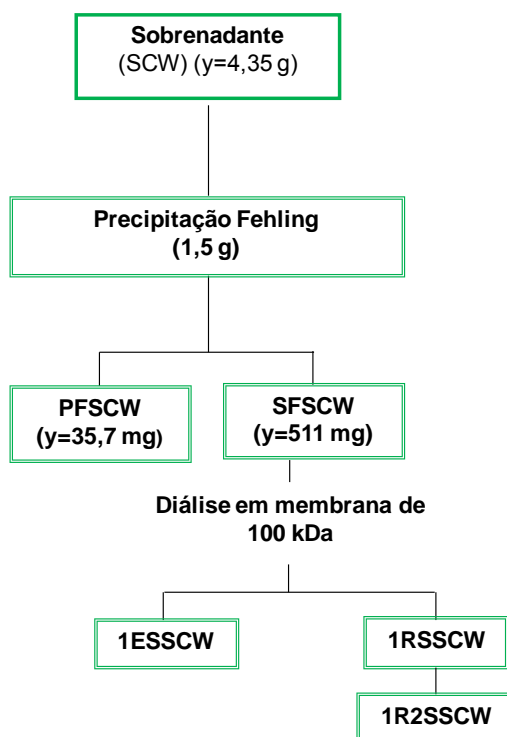 Sobrenadante
(SCW) (y=4,35 g)
Precipitação Fehling
(1,5 g)
PFSCW
(y=35,7 mg)
SFSCW
(y=511 mg)
Diálise em membrana de
100 kDa
1ESSCW
1RSSCW
1R2SSCW